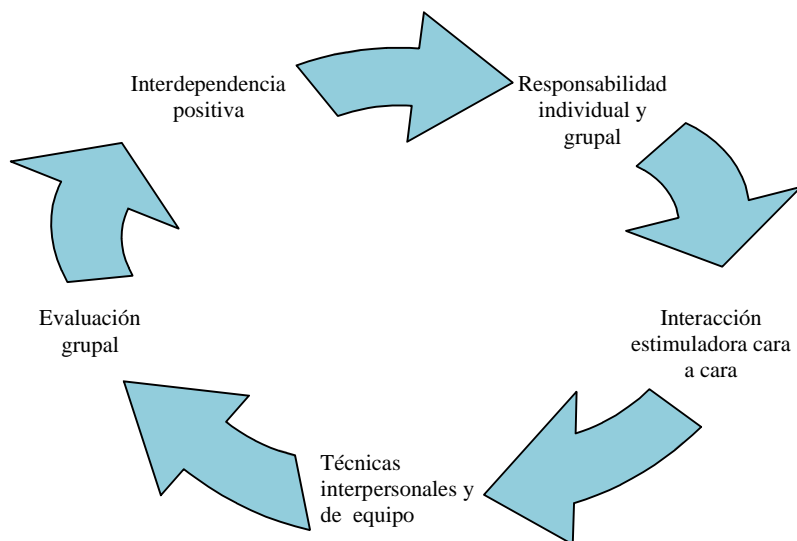 Interdependencia
positiva
Responsabilidad
individual y
grupal
Interacción
estimuladora cara
a cara
Técnicas
interpersonales y
de equipo
Evaluación
grupal